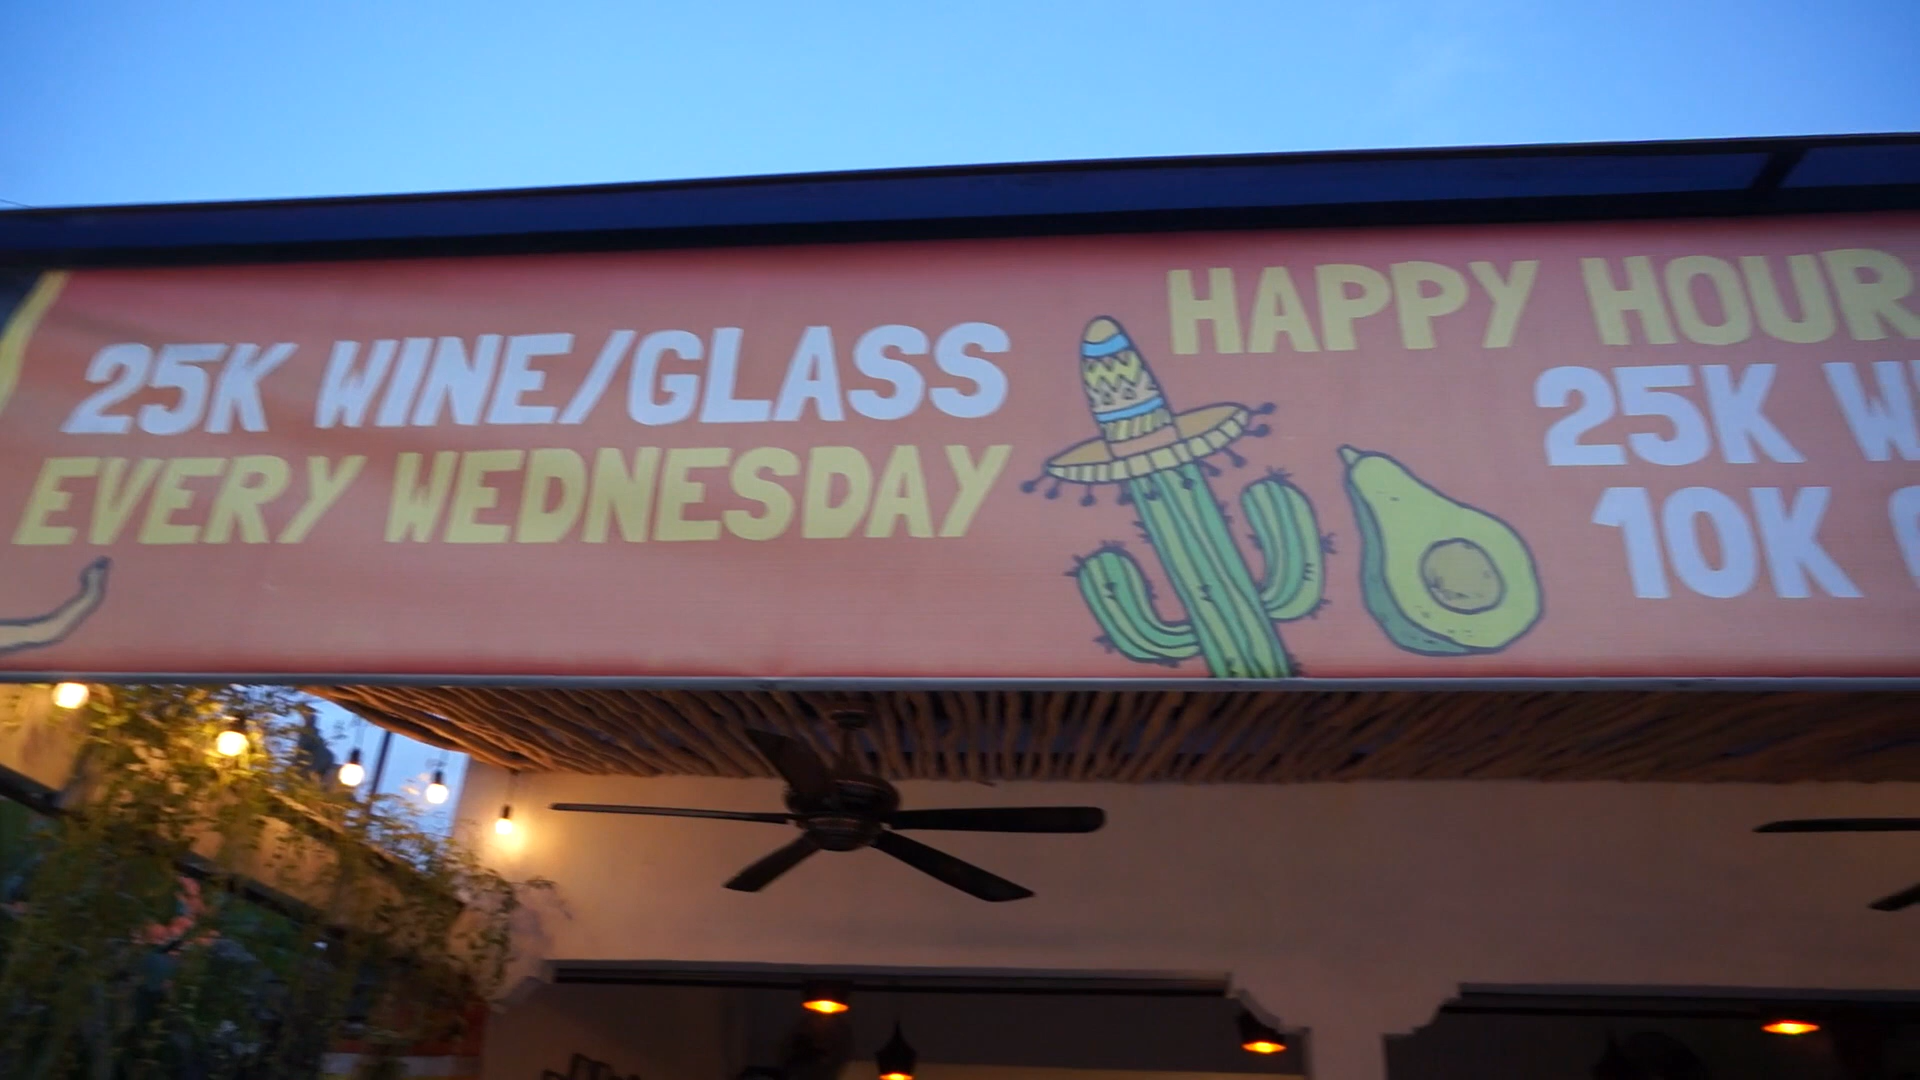 25K WINE/GLASS
EVERY WEDNESDAY
HAPPY HOUR
25K
10K